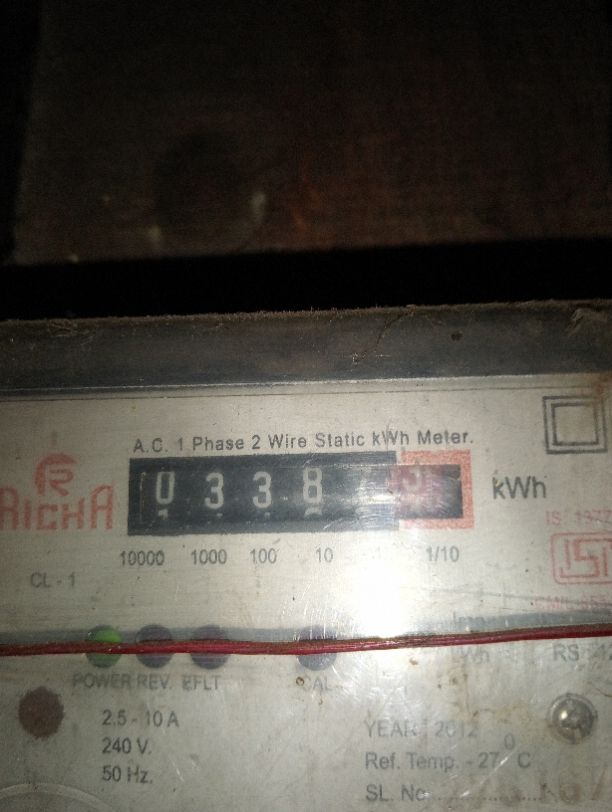 A.C. 1 Phase 2 Wire Static kWh Meter.
RICHA
0 3 3 8
kWh
10000 1000 100 10 1 1/10
CL - 1
POWER REV. EFLT CAL
2.5 - 10 A
240 V.
50 Hz.
YEAR : 2012
Ref. Temp. - 27 0 C
SL. No.